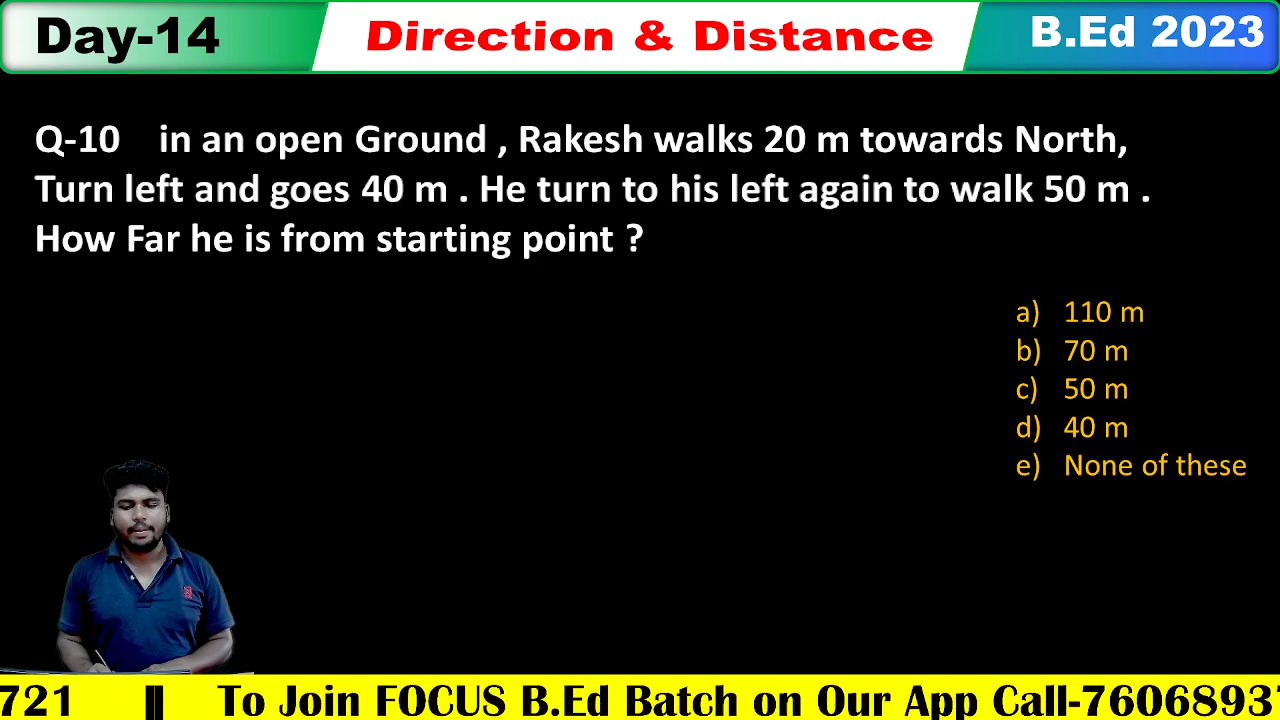 Day-14
Direction & Distance
B.Ed 2023
Q-10 in an open Ground , Rakesh walks 20 m towards North,
Turn left and goes 40 m . He turn to his left again to walk 50 m .
How Far he is from starting point ?
a) 110 m
b) 70 m
c) 50 m
d) 40 m
e) None of these
721 || To Join FOCUS B.Ed Batch on Our App Call-7606893